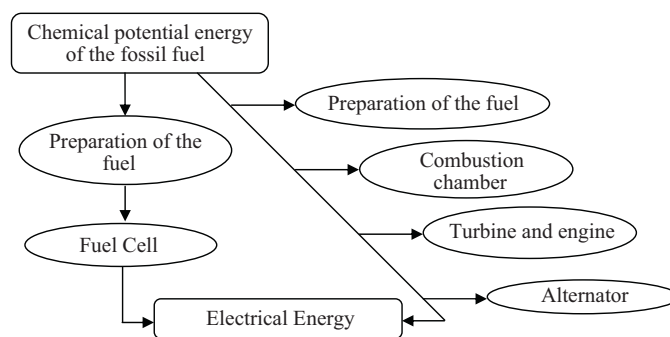 Chemical potential energy
of the fossil fuel
Preparation of the fuel
Preparation of the
fuel
Combustion
chamber
Turbine and engine
Fuel Cell
Alternator
Electrical Energy